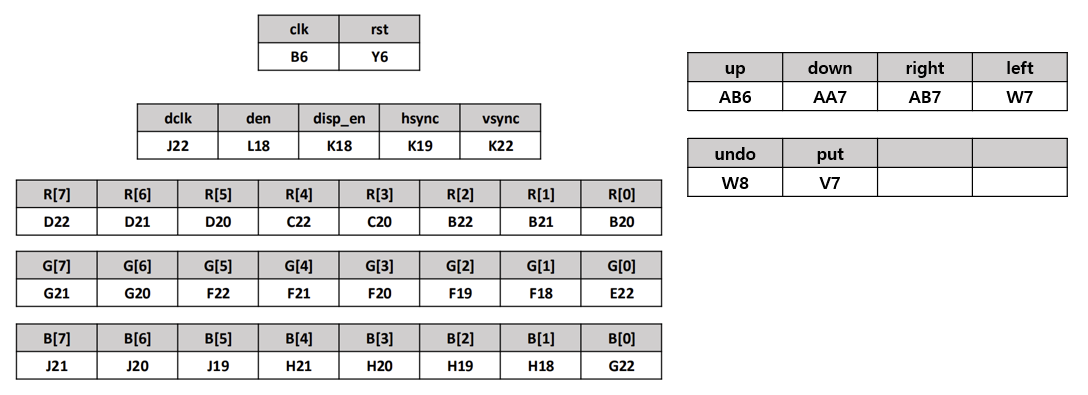 clk rst
B6 Y6
dclk den disp_en hsync vsync
J22 L18 K18 K19 K22
R[7] R[6] R[5] R[4] R[3] R[2] R[1] R[0]
D22 D21 D20 C22 C20 B22 B21 B20
G[7] G[6] G[5] G[4] G[3] G[2] G[1] G[0]
G21 G20 F22 F21 F20 F19 F18 E22
B[7] B[6] B[5] B[4] B[3] B[2] B[1] B[0]
J21 J20 J19 H21 H20 H19 H18 G22
up down right left
AB6 AA7 AB7 W7
undo put
W8 V7